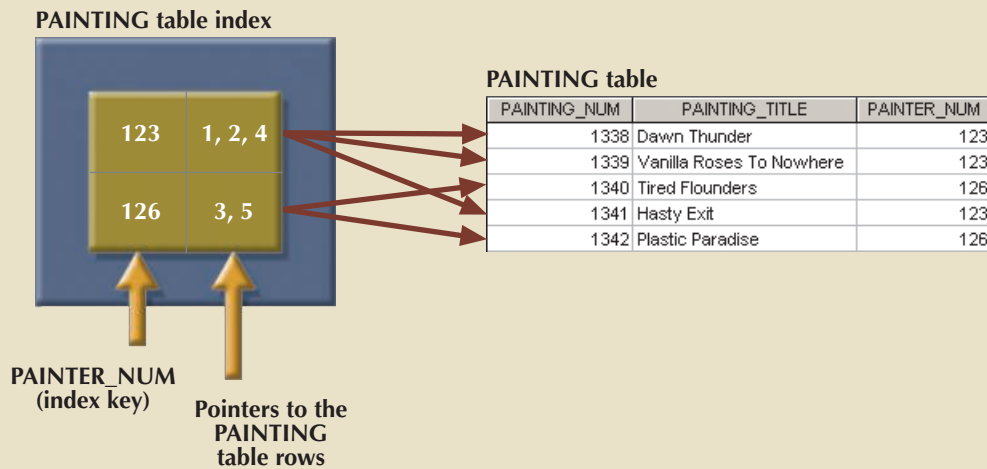 PAINTING table index
123 1, 2, 4
126 3, 5
PAINTER_NUM
(index key)
Pointers to the
PAINTING
table rows
PAINTING table
PAINTING_NUM PAINTING_TITLE PAINTER_NUM
1338 Dawn Thunder 123
1339 Vanilla Roses To Nowhere 123
1340 Tired Flounders 126
1341 Hasty Exit 123
1342 Plastic Paradise 126